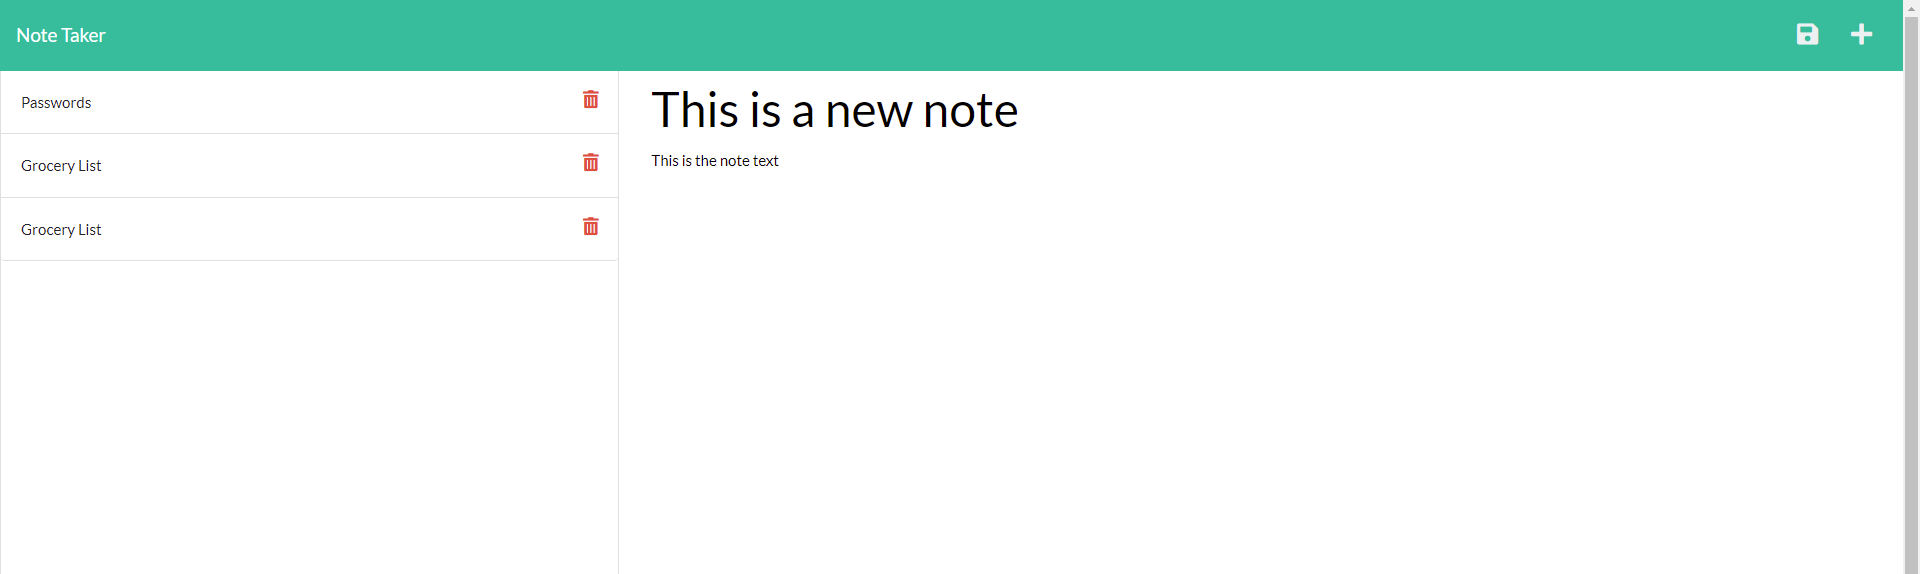 Note Taker
Passwords
Grocery List
Grocery List
This is a new note
This is the note text